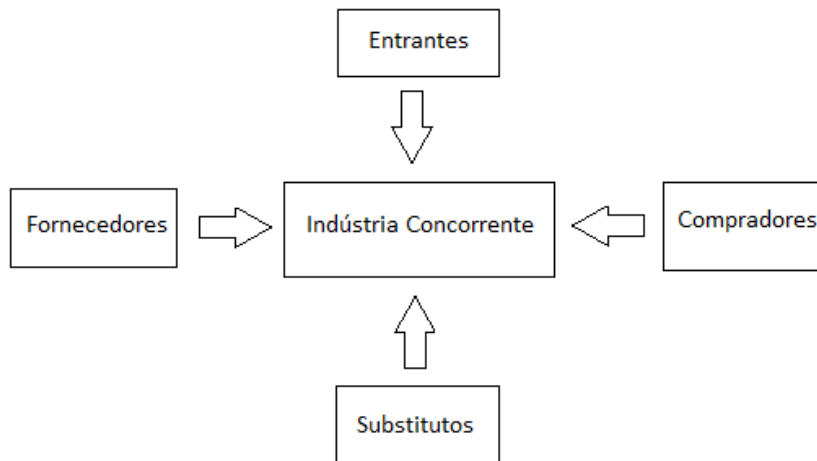 Entrantes
Fornecedores
Indústria Concorrente
Compradores
Substitutos